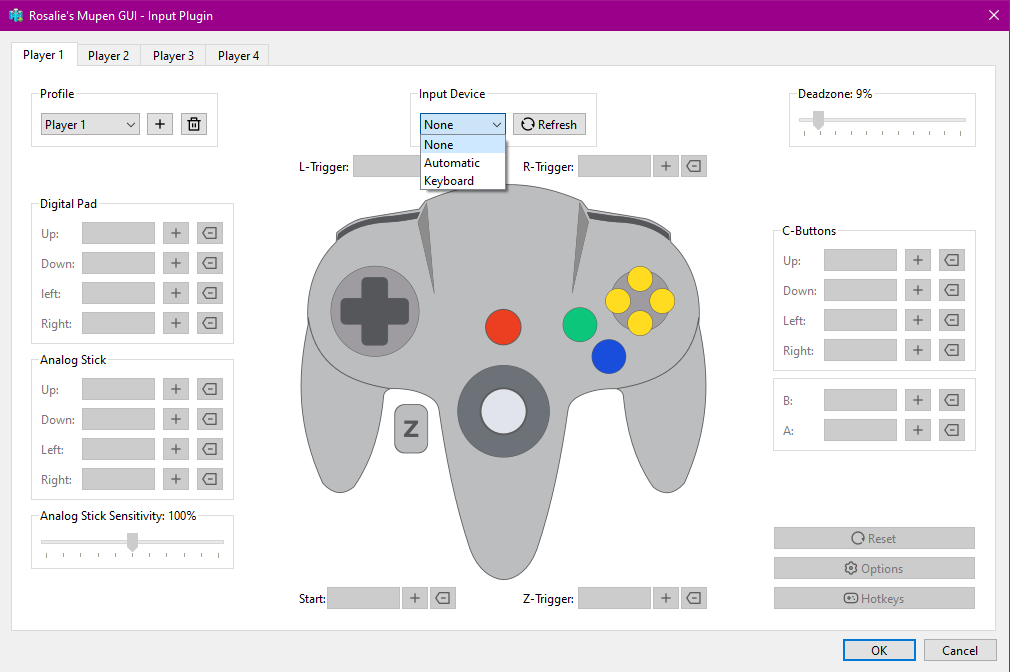 Rosalie's Mupen GUI - Input Plugin
Player 1
Player 2
Player 3
Player 4
Profile
Player 1
Input Device
None
Refresh
None
Automatic
Keyboard
Deadzone: 9%
L-Trigger:
R-Trigger:
Digital Pad
Up:
Down:
left:
Right:
Analog Stick
Up:
Down:
Left:
Right:
Analog Stick Sensitivity: 100%
Z
C-Buttons
Up:
Down:
Left:
Right:
B:
A:
Start:
Z-Trigger:
Reset
Options
Hotkeys
OK
Cancel